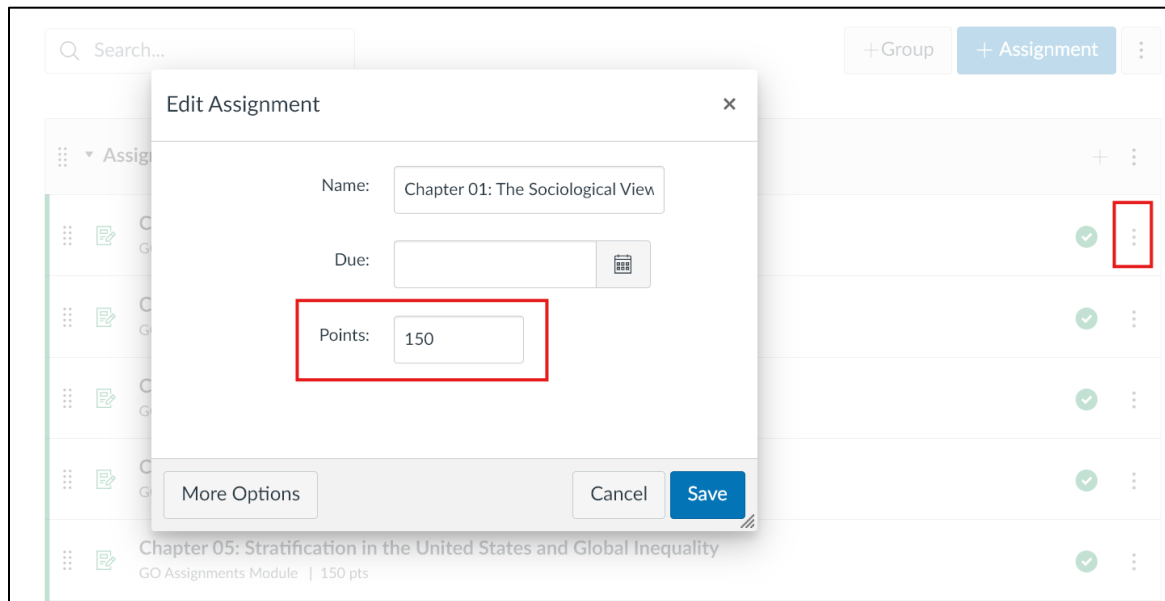 Search...
+ Group
+ Assignment
Edit Assignment
Assig
Name:
Chapter 01: The Sociological View
Due:
Points:
150
More Options
Cancel
Save
Chapter 05: Stratification in the United States and Global Inequality
GO Assignments Module | 150 pts